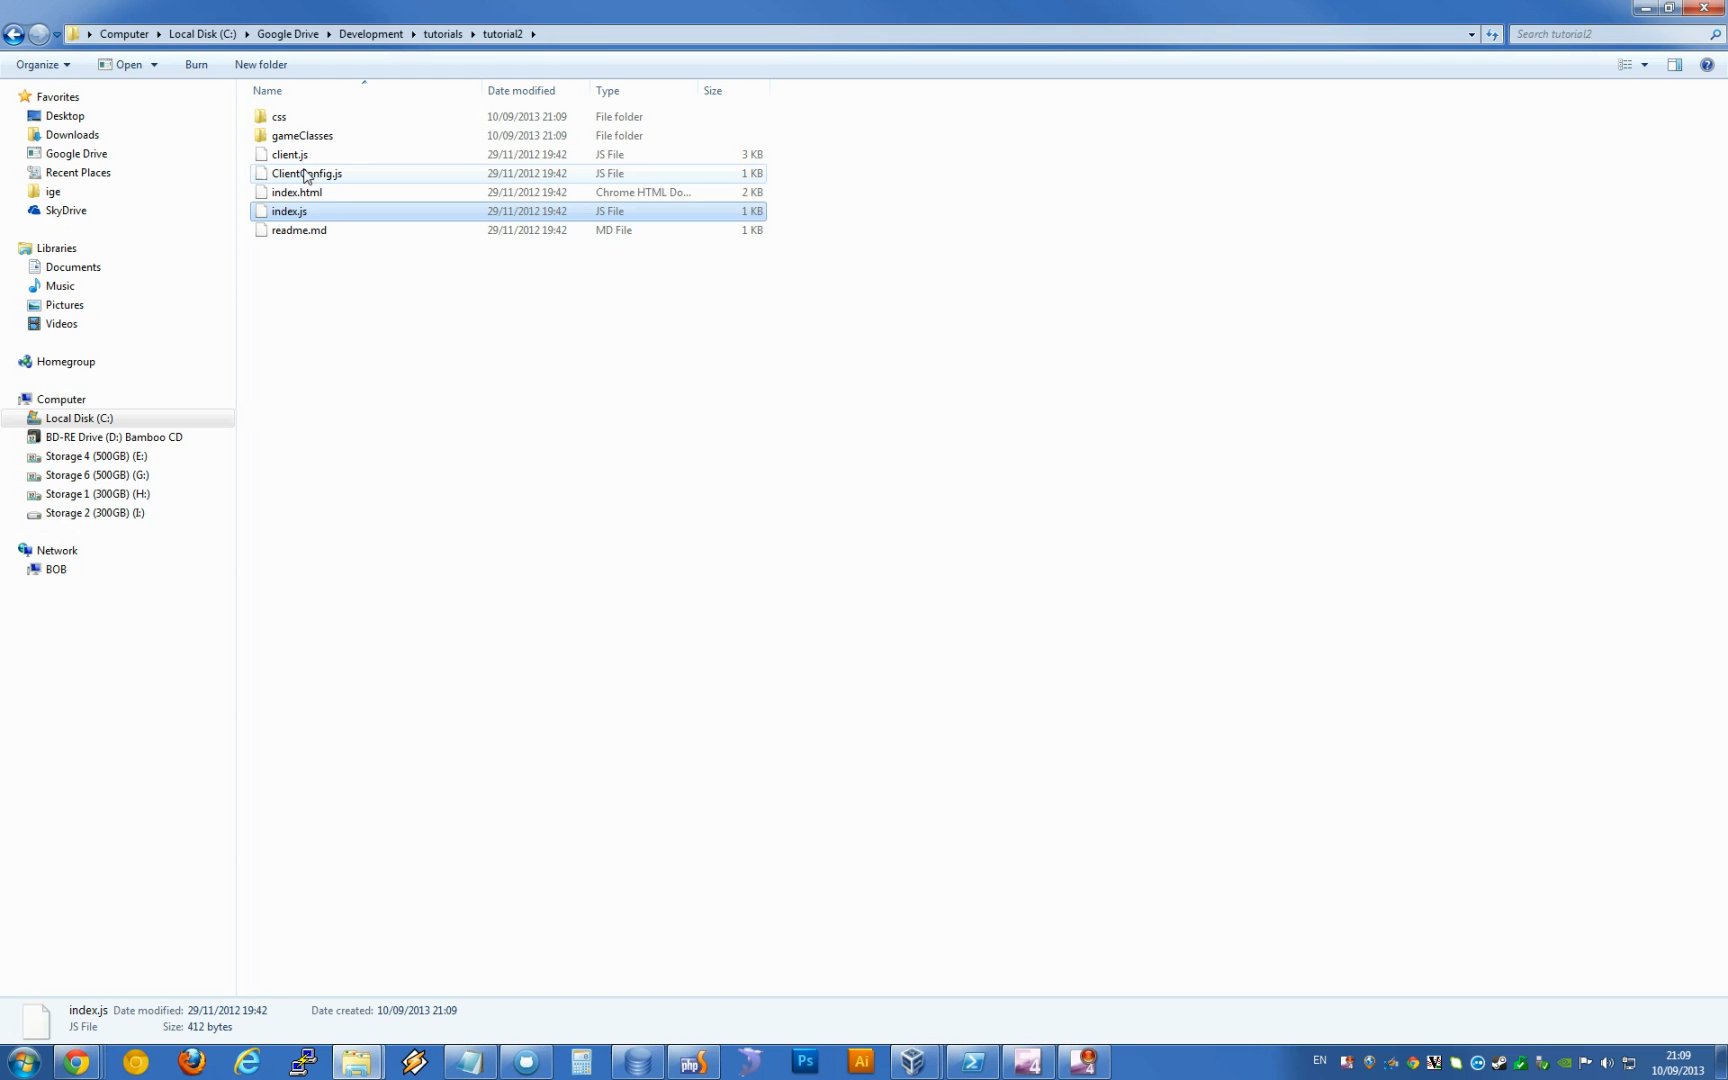 Computer Local Disk (C:) Google Drive Development tutorials tutorial2
Search tutorial2
Organize Open Burn New folder
Name Date modified Type Size
css 10/09/2013 21:09 File folder
gameClasses 10/09/2013 21:09 File folder
client.js 29/11/2012 19:42 JS File 3 KB
ClientConfig.js 29/11/2012 19:42 JS File 1 KB
index.html 29/11/2012 19:42 Chrome HTML Do... 2 KB
index.js 29/11/2012 19:42 JS File 1 KB
readme.md 29/11/2012 19:42 MD File 1 KB
Favorites
Desktop
Downloads
Google Drive
Recent Places
ige
SkyDrive
Libraries
Documents
Music
Pictures
Videos
Homegroup
Computer
Local Disk (C:)
BD-RE Drive (D:) Bamboo CD
Storage 4 (500GB) (E:)
Storage 6 (500GB) (G:)
Storage 1 (300GB) (H:)
Storage 2 (300GB) (I:)
Network
BOB
index.js Date modified: 29/11/2012 19:42 Date created: 10/09/2013 21:09
JS File Size: 412 bytes
php Ps Ai
EN
21:09
10/09/2013